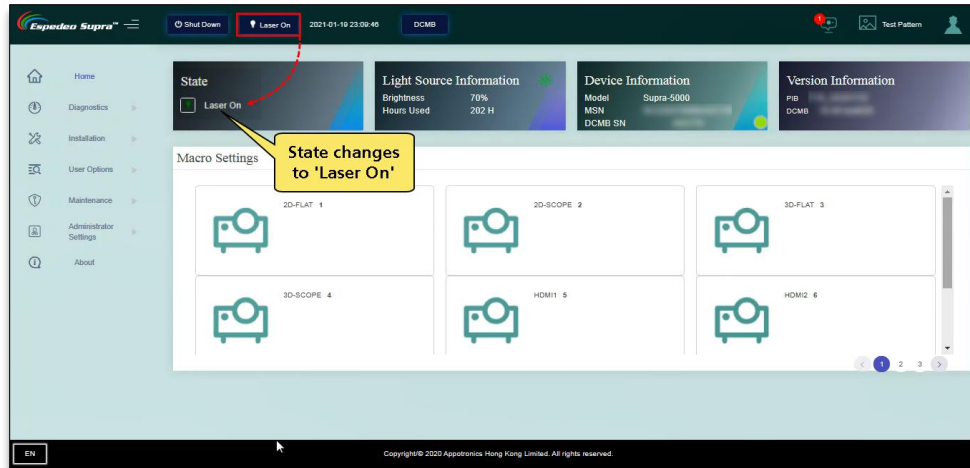 Espedeo Supra™
Shut Down
Laser On
2021-01-19 23:09:46
DCMB
1
Test Pattern
Home
Diagnostics
Installation
User Options
Maintenance
Administrator
Settings
About
State
Laser On
Light Source Information
Brightness 70%
Hours Used 202 H
Device Information
Model Supra-5000
MSN
DCMB SN
Version Information
PIB
DCMB
State changes
to 'Laser On'
Macro Settings
2D-FLAT 1
2D-SCOPE 2
3D-FLAT 3
3D-SCOPE 4
HDMI1 5
HDMI2 6
< 1 2 3 >
EN
Copyright© 2020 Appotronics Hong Kong Limited. All rights reserved.